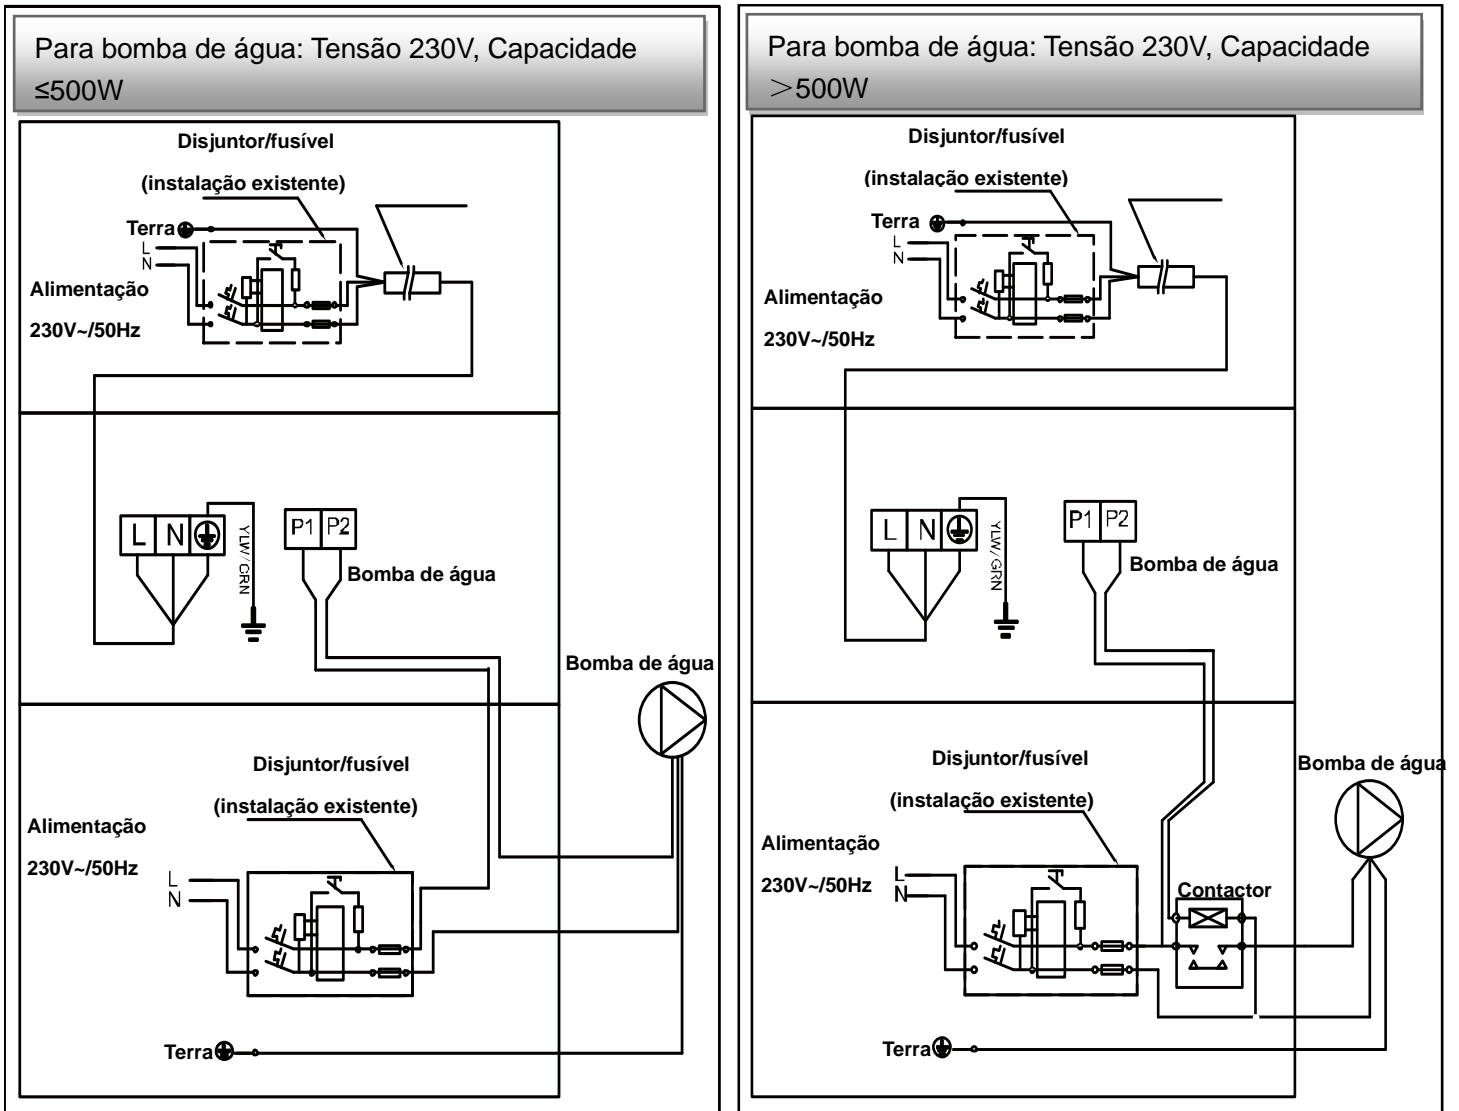 Para bomba de água: Tensão 230V, Capacidade
≤500W
Disjuntor/fusível
(instalação existente)
Terra
L
N
Alimentação
230V~/50Hz
L N
YLW/GRN
P1 P2
Bomba de água
Bomba de água
Disjuntor/fusível
(instalação existente)
Alimentação
230V~/50Hz
L
N
Terra
Para bomba de água: Tensão 230V, Capacidade
＞500W
Disjuntor/fusível
(instalação existente)
Terra
L
N
Alimentação
230V~/50Hz
L N
YLW/GRN
P1 P2
Bomba de água
Disjuntor/fusível
Bomba de água
(instalação existente)
Alimentação
230V~/50Hz
L
N
Contactor
Terra